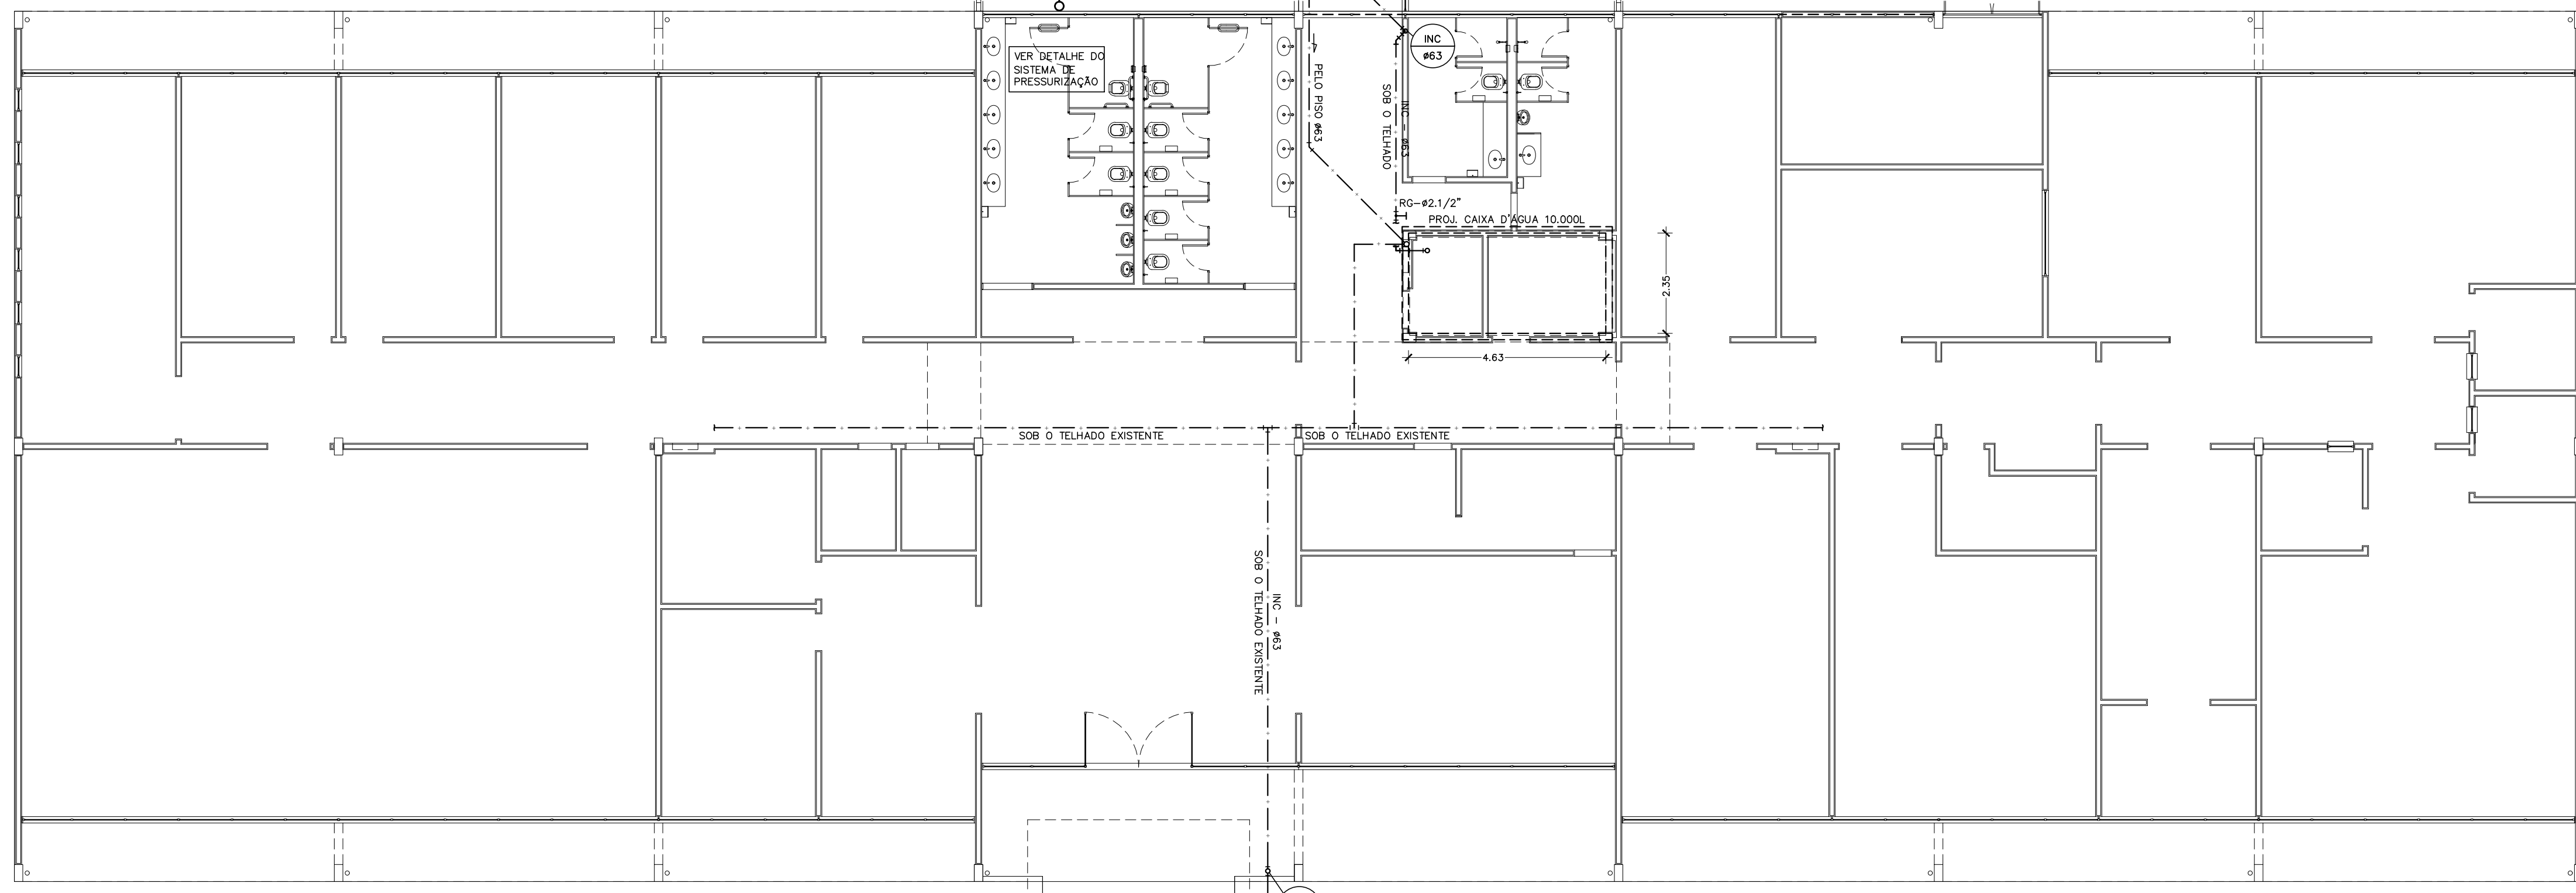 VER DETALHE DO
SISTEMA DE
PRESSURIZAÇÃO
INC
ø63
PELO PISO ø63
INC - ø63
SOB O TELHADO
RG-ø2.1/2"
PROJ. CAIXA D'ÁGUA 10.000L
2.35
4.63
SOB O TELHADO EXISTENTE
SOB O TELHADO EXISTENTE
INC - ø63
SOB O TELHADO EXISTENTE